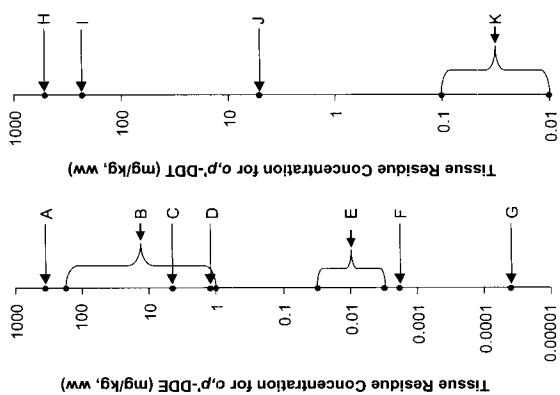 Tissue Residue Concentration for o,p'-DDE (mg/kg, ww)
1000
100
10
1
0.1
0.01
0.001
0.0001
0.00001
A
B
C
D
E
F
G
Tissue Residue Concentration for o,p'-DDT (mg/kg, ww)
1000
100
10
1
0.1
0.01
H
I
J
K